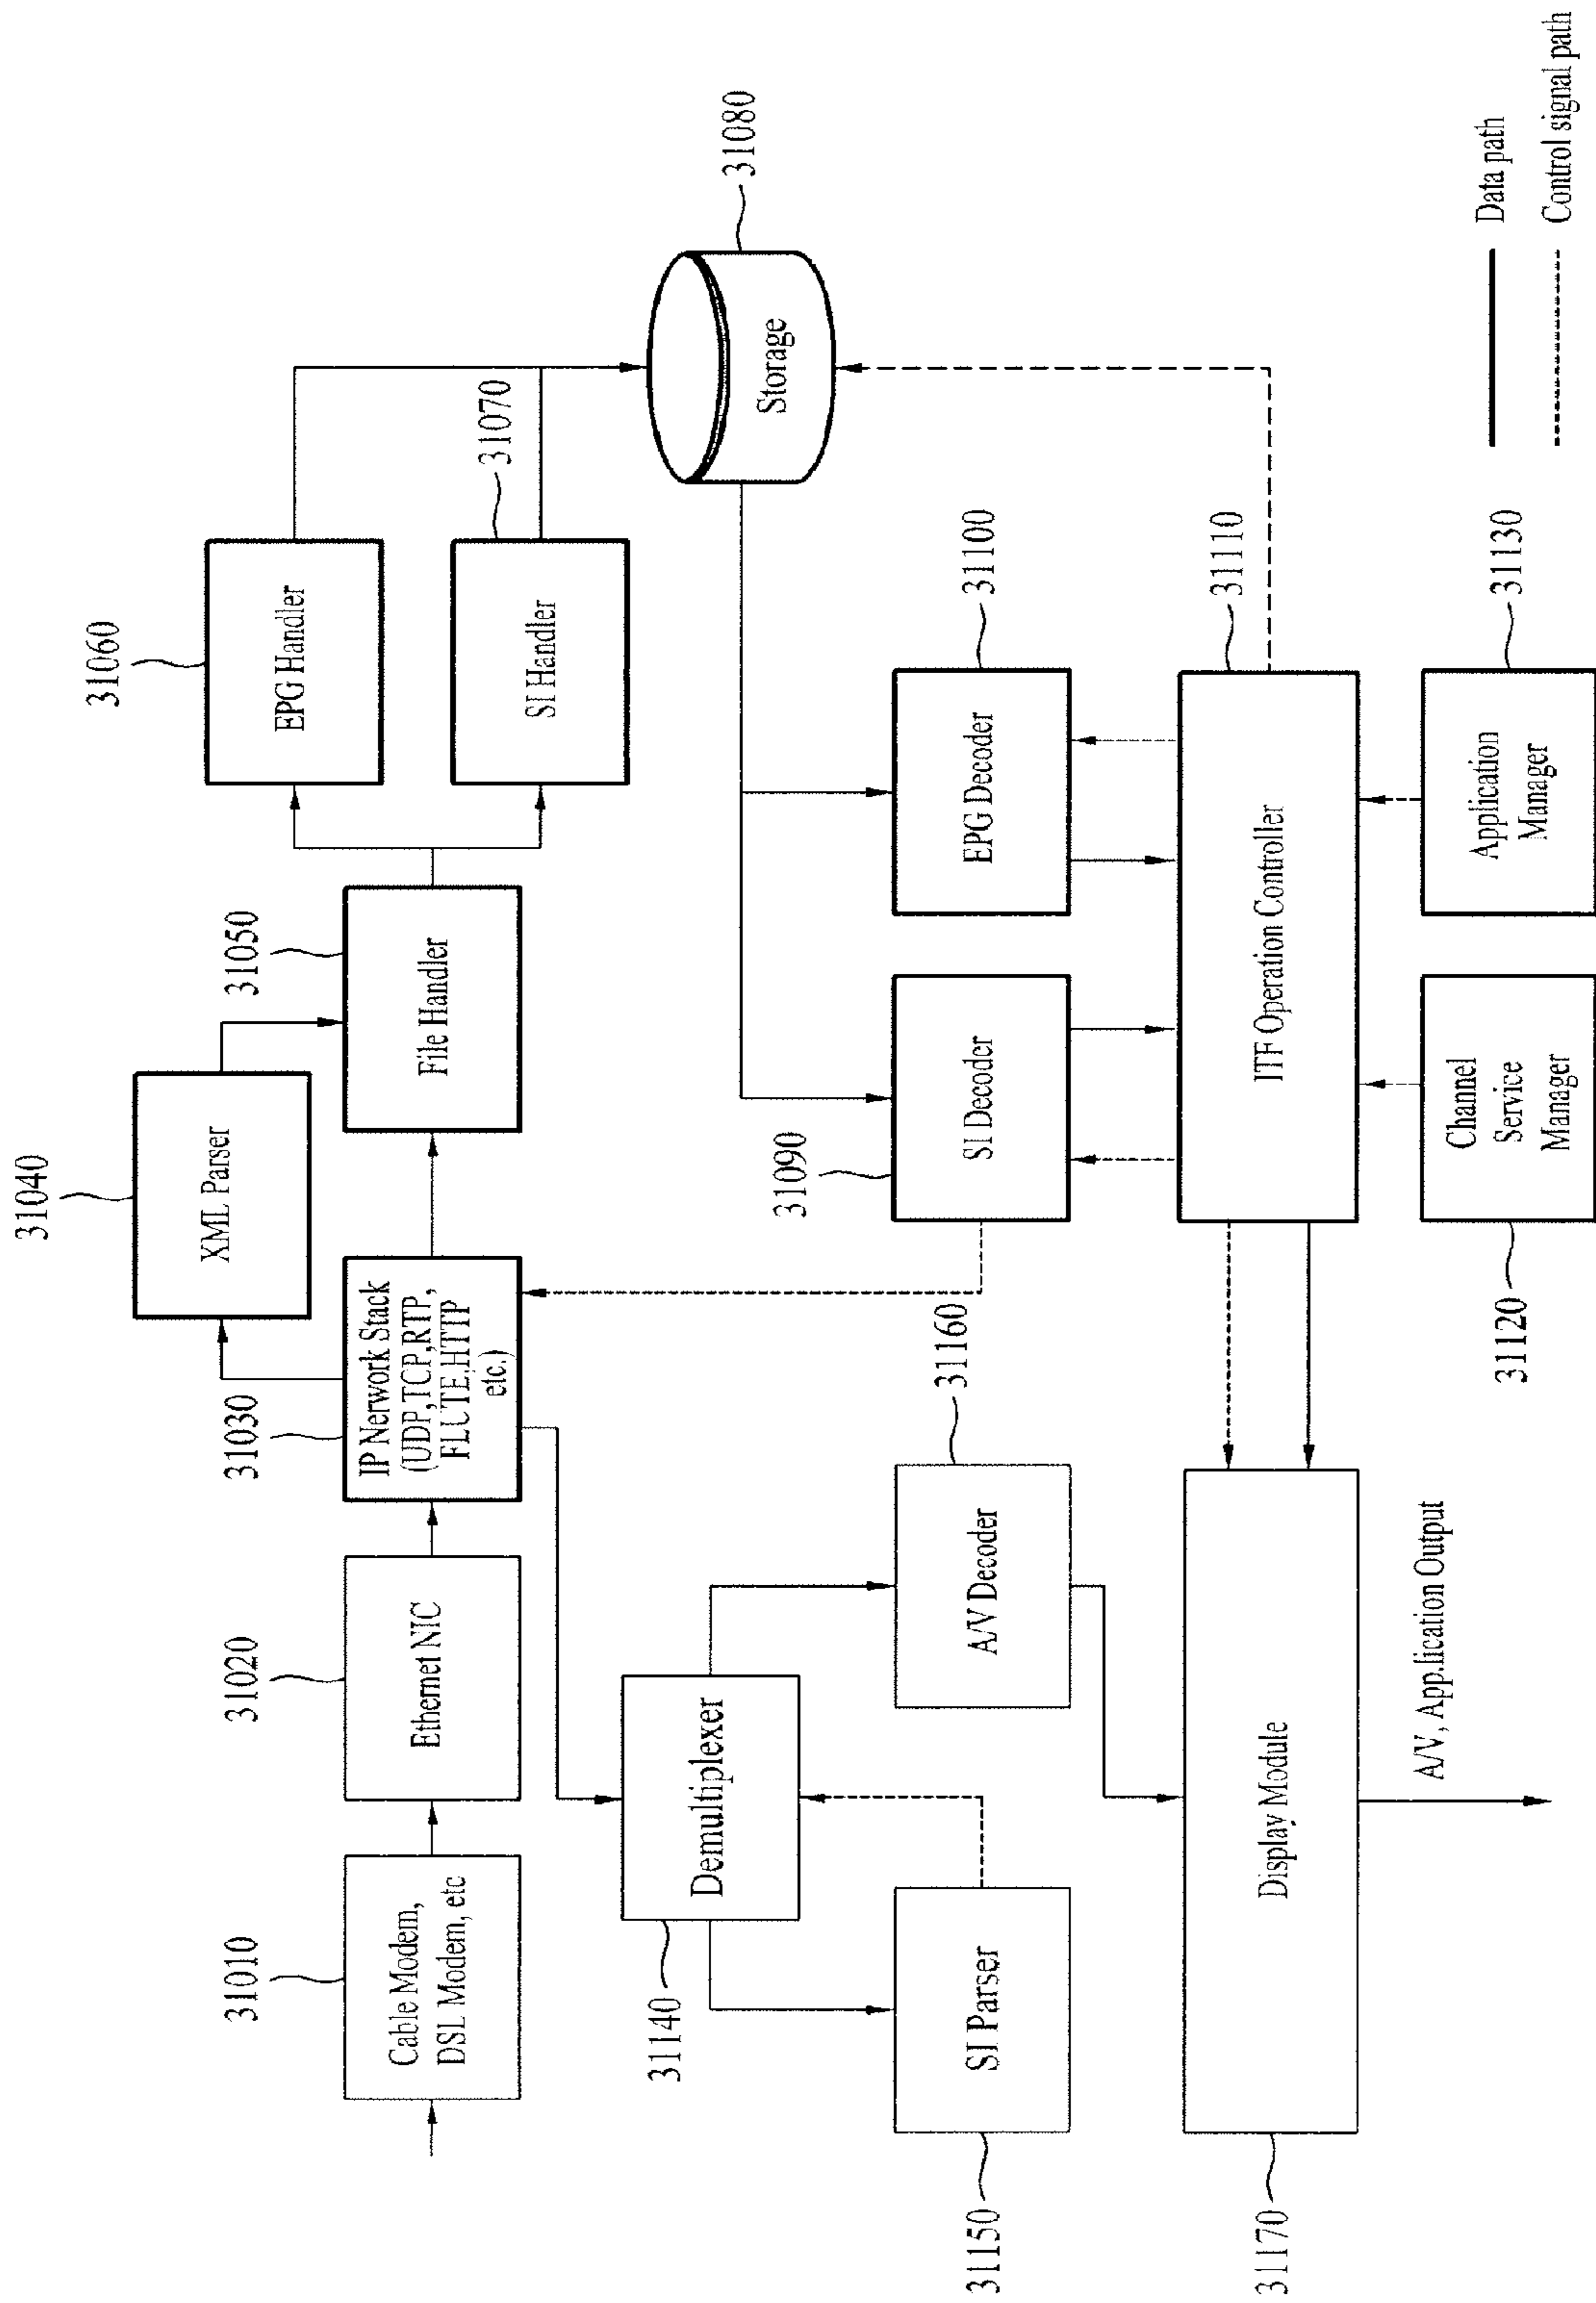 31010
Cable Modem,
DSL Modem, etc
31020
Ethernet NIC
31030
IP Nerwork Stack
(UDP,TCP,RTP,
FLUTE,HTTP
etc.)
31040
XML Parser
31050
File Handler
31060
EPG Handler
31070
SI Handler
31080
Storage
31140
Demultiplexer
31150
SI Parser
31160
A/V Decoder
31090
SI Decoder
31100
EPG Decoder
31110
ITF Operation Controller
31170
Display Module
31120
Channel
Service
Manager
31130
Application
Manager
A/V, App.lication Output
Data path
Control signal path